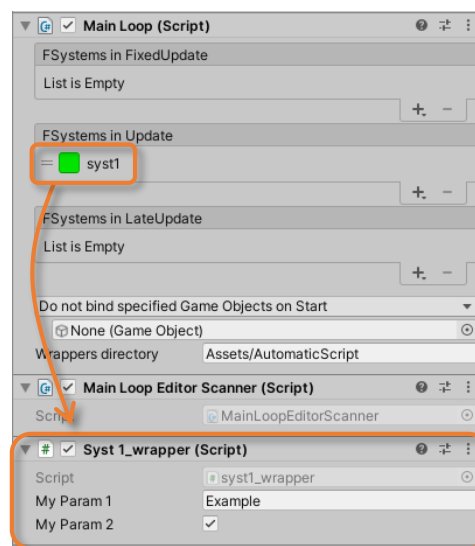 Main Loop (Script)
FSystems in FixedUpdate
List is Empty
FSystems in Update
syst1
FSystems in LateUpdate
List is Empty
Do not bind specified Game Objects on Start
None (Game Object)
Wrappers directory Assets/AutomaticScript
Main Loop Editor Scanner (Script)
Script MainLoopEditorScanner
Syst 1_wrapper (Script)
Script syst1_wrapper
My Param 1 Example
My Param 2